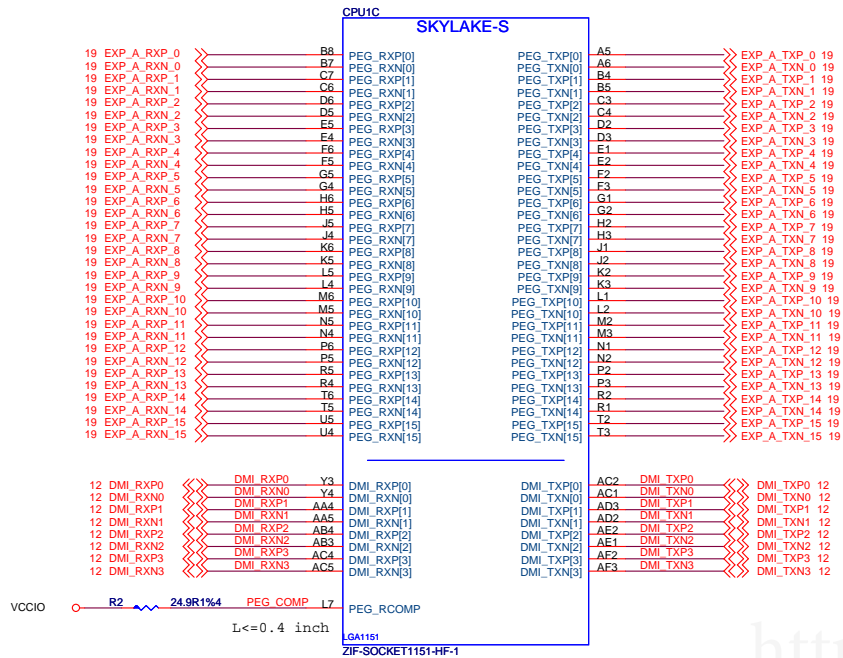 CPU1C
SKYLAKE-S
19 EXP_A_RXP_0 B8 PEG_RXP[0] PEG_TXP[0] A5 EXP_A_TXP_0 19
19 EXP_A_RXN_0 B7 PEG_RXN[0] PEG_TXN[0] A6 EXP_A_TXN_0 19
19 EXP_A_RXP_1 C7 PEG_RXP[1] PEG_TXP[1] B4 EXP_A_TXP_1 19
19 EXP_A_RXN_1 C6 PEG_RXN[1] PEG_TXN[1] B5 EXP_A_TXN_1 19
19 EXP_A_RXP_2 D6 PEG_RXP[2] PEG_TXP[2] C3 EXP_A_TXP_2 19
19 EXP_A_RXN_2 D5 PEG_RXN[2] PEG_TXN[2] C4 EXP_A_TXN_2 19
19 EXP_A_RXP_3 E5 PEG_RXP[3] PEG_TXP[3] D2 EXP_A_TXP_3 19
19 EXP_A_RXN_3 E4 PEG_RXN[3] PEG_TXN[3] D3 EXP_A_TXN_3 19
19 EXP_A_RXP_4 F6 PEG_RXP[4] PEG_TXP[4] E1 EXP_A_TXP_4 19
19 EXP_A_RXN_4 F5 PEG_RXN[4] PEG_TXN[4] E2 EXP_A_TXN_4 19
19 EXP_A_RXP_5 G5 PEG_RXP[5] PEG_TXP[5] F2 EXP_A_TXP_5 19
19 EXP_A_RXN_5 G4 PEG_RXN[5] PEG_TXN[5] F3 EXP_A_TXN_5 19
19 EXP_A_RXP_6 H6 PEG_RXP[6] PEG_TXP[6] G1 EXP_A_TXP_6 19
19 EXP_A_RXN_6 H5 PEG_RXN[6] PEG_TXN[6] G2 EXP_A_TXN_6 19
19 EXP_A_RXP_7 J5 PEG_RXP[7] PEG_TXP[7] H2 EXP_A_TXP_7 19
19 EXP_A_RXN_7 J4 PEG_RXN[7] PEG_TXN[7] H3 EXP_A_TXN_7 19
19 EXP_A_RXP_8 K6 PEG_RXP[8] PEG_TXP[8] J1 EXP_A_TXP_8 19
19 EXP_A_RXN_8 K5 PEG_RXN[8] PEG_TXN[8] J2 EXP_A_TXN_8 19
19 EXP_A_RXP_9 L5 PEG_RXP[9] PEG_TXP[9] K2 EXP_A_TXP_9 19
19 EXP_A_RXN_9 L4 PEG_RXN[9] PEG_TXN[9] K3 EXP_A_TXN_9 19
19 EXP_A_RXP_10 M6 PEG_RXP[10] PEG_TXP[10] L1 EXP_A_TXP_10 19
19 EXP_A_RXN_10 M5 PEG_RXN[10] PEG_TXN[10] L2 EXP_A_TXN_10 19
19 EXP_A_RXP_11 N5 PEG_RXP[11] PEG_TXP[11] M2 EXP_A_TXP_11 19
19 EXP_A_RXN_11 N4 PEG_RXN[11] PEG_TXN[11] M3 EXP_A_TXN_11 19
19 EXP_A_RXP_12 P6 PEG_RXP[12] PEG_TXP[12] N1 EXP_A_TXP_12 19
19 EXP_A_RXN_12 P5 PEG_RXN[12] PEG_TXN[12] N2 EXP_A_TXN_12 19
19 EXP_A_RXP_13 R5 PEG_RXP[13] PEG_TXP[13] P2 EXP_A_TXP_13 19
19 EXP_A_RXN_13 R4 PEG_RXN[13] PEG_TXN[13] P3 EXP_A_TXN_13 19
19 EXP_A_RXP_14 T6 PEG_RXP[14] PEG_TXP[14] R2 EXP_A_TXP_14 19
19 EXP_A_RXN_14 T5 PEG_RXN[14] PEG_TXN[14] R1 EXP_A_TXN_14 19
19 EXP_A_RXP_15 U5 PEG_RXP[15] PEG_TXP[15] T2 EXP_A_TXP_15 19
19 EXP_A_RXN_15 U4 PEG_RXN[15] PEG_TXN[15] T3 EXP_A_TXN_15 19
12 DMI_RXP0 DMI_RXP0 Y3 DMI_RXP[0] DMI_TXP[0] AC2 DMI_TXP0 DMI_TXP0 12
12 DMI_RXN0 DMI_RXN0 Y4 DMI_RXN[0] DMI_TXN[0] AC1 DMI_TXN0 DMI_TXN0 12
12 DMI_RXP1 DMI_RXP1 AA4 DMI_RXP[1] DMI_TXP[1] AD3 DMI_TXP1 DMI_TXP1 12
12 DMI_RXN1 DMI_RXN1 AA5 DMI_RXN[1] DMI_TXN[1] AD2 DMI_TXN1 DMI_TXN1 12
12 DMI_RXP2 DMI_RXP2 AB4 DMI_RXP[2] DMI_TXP[2] AE2 DMI_TXP2 DMI_TXP2 12
12 DMI_RXN2 DMI_RXN2 AB3 DMI_RXN[2] DMI_TXN[2] AE1 DMI_TXN2 DMI_TXN2 12
12 DMI_RXP3 DMI_RXP3 AC4 DMI_RXP[3] DMI_TXP[3] AF2 DMI_TXP3 DMI_TXP3 12
12 DMI_RXN3 DMI_RXN3 AC5 DMI_RXN[3] DMI_TXN[3] AF3 DMI_TXN3 DMI_TXN3 12
VCCIO R2 24.9R1%4 PEG_COMP L7 PEG_RCOMP
L<=0.4 inch
LGA1151
ZIF-SOCKET1151-HF-1